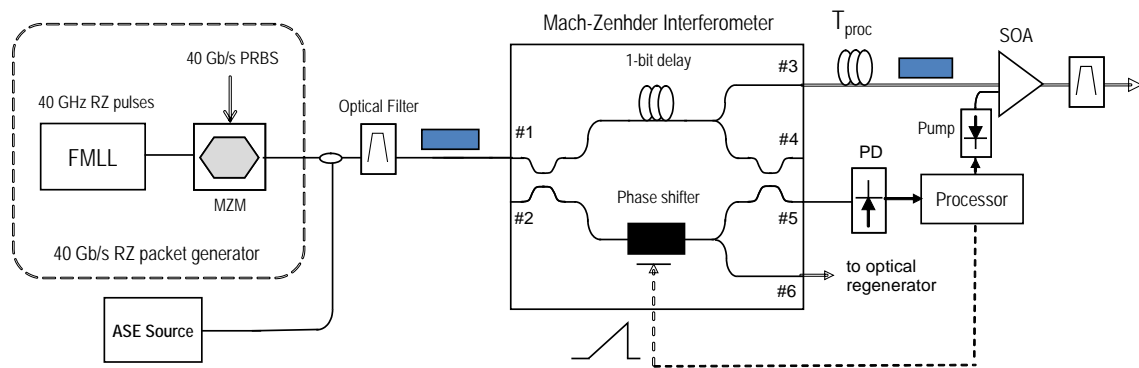 Mach-Zenhder Interferometer
T proc
SOA
40 Gb/s PRBS
1-bit delay
#3
40 GHz RZ pulses
Optical Filter
#1
#4
Pump
FMLL
PD
MZM
#2
Phase shifter
#5
Processor
40 Gb/s RZ packet generator
#6
to optical
regenerator
ASE Source